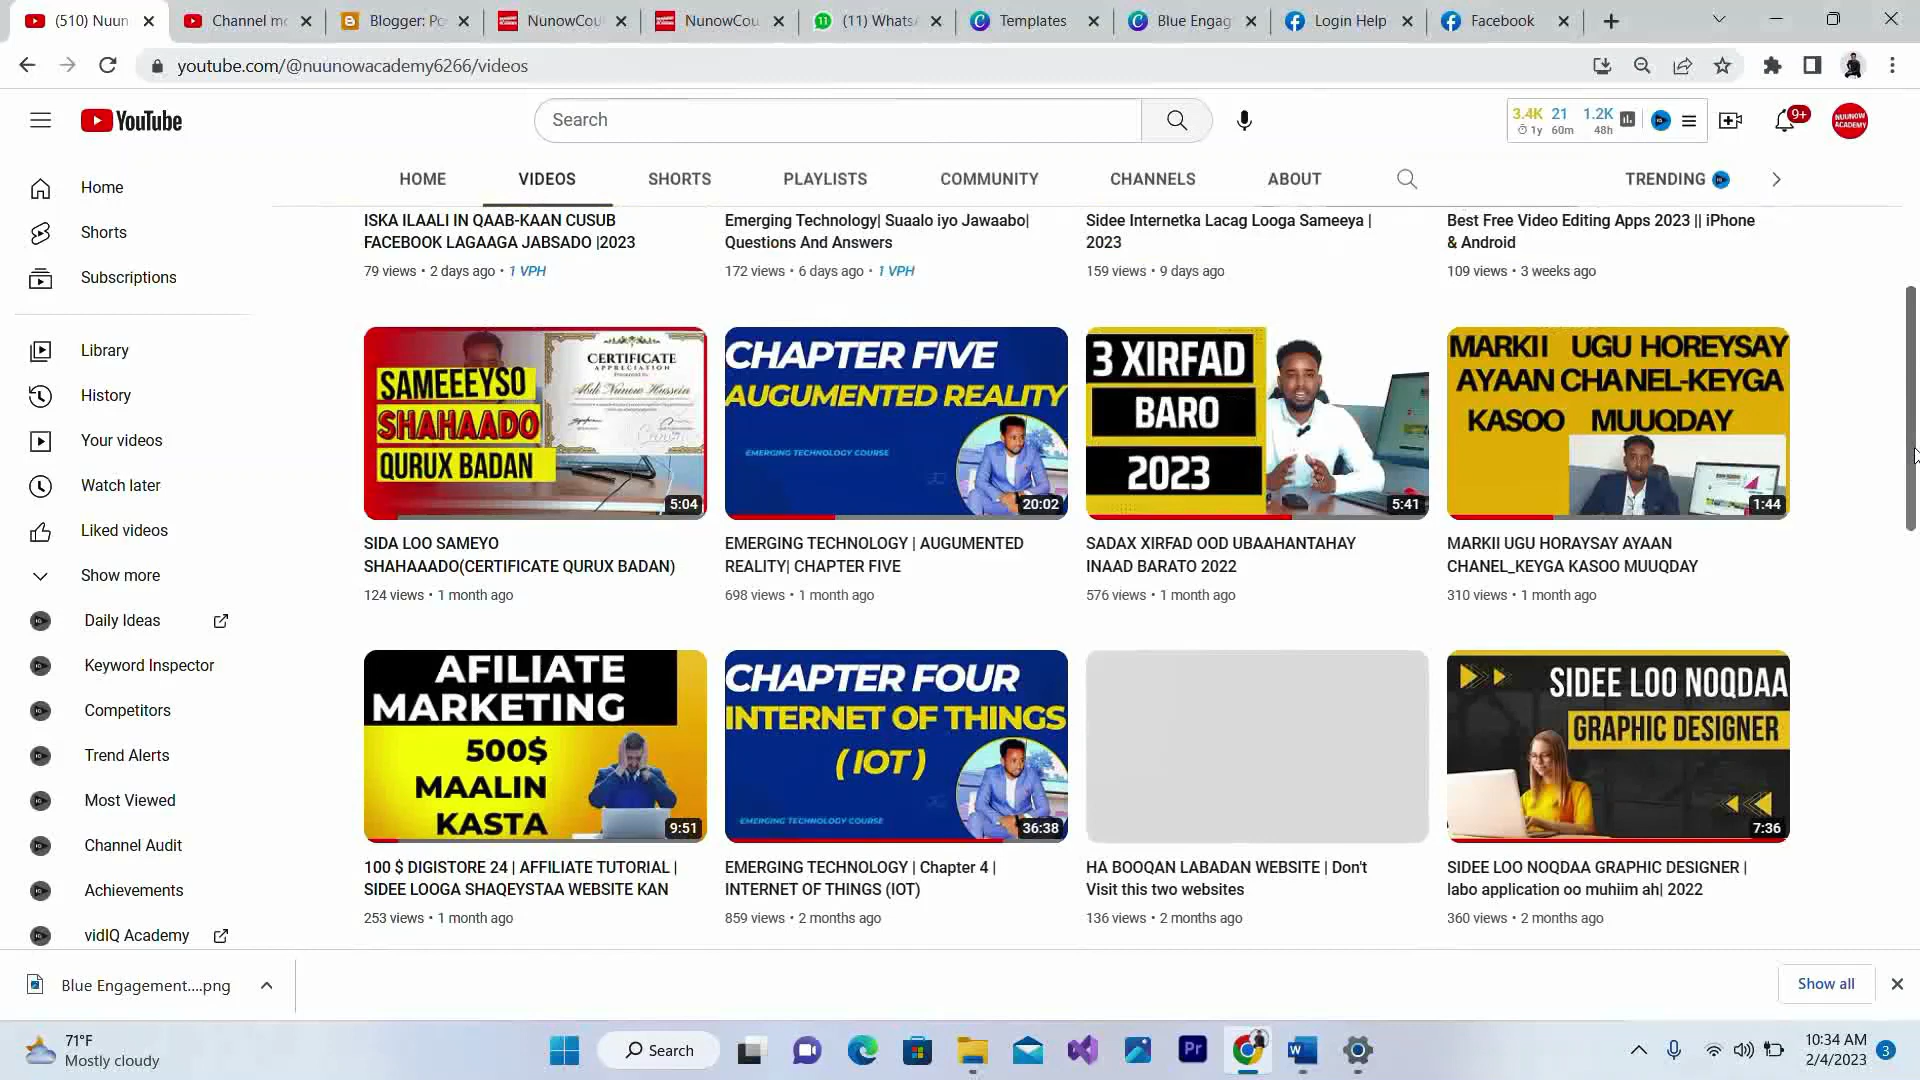 (510) Nuun
Channel mo
Blogger: Po
NunowCou
NunowCou
(11) Whats
Templates
Blue Engag
Login Help
Facebook
youtube.com/@nuunowacademy6266/videos
YouTube
Search
3.4K 21 1.2K
1y 60m 48h
9+
NUUNOW
ACADEMY
HOME
VIDEOS
SHORTS
PLAYLISTS
COMMUNITY
CHANNELS
ABOUT
TRENDING
Home
Shorts
Subscriptions
Library
History
Your videos
Watch later
Liked videos
Show more
Daily Ideas
Keyword Inspector
Competitors
Trend Alerts
Most Viewed
Channel Audit
Achievements
vidIQ Academy
ISKA ILAALI IN QAAB-KAAN CUSUB
FACEBOOK LAGAAGA JABSADO |2023
79 views • 2 days ago • 1 VPH
Emerging Technology| Suaalo iyo Jawaabo|
Questions And Answers
172 views • 6 days ago • 1 VPH
Sidee Internetka Lacag Looga Sameeya |
2023
159 views • 9 days ago
Best Free Video Editing Apps 2023 || iPhone
& Android
109 views • 3 weeks ago
SAMEEEYSO
SHAHAADO
QURUX BADAN
CERTIFICATE
APPRECIATION
Abdi Nunow Hussein
5:04
CHAPTER FIVE
AUGUMENTED REALITY
EMERGING TECHNOLOGY COURSE
20:02
3 XIRFAD
BARO
2023
5:41
MARKII UGU HOREYSAY
AYAAN CHANEL-KEYGA
KASOO MUUQDAY
1:44
SIDA LOO SAMEYO
SHAHAAADO(CERTIFICATE QURUX BADAN)
124 views • 1 month ago
EMERGING TECHNOLOGY | AUGUMENTED
REALITY| CHAPTER FIVE
698 views • 1 month ago
SADAX XIRFAD OOD UBAAHANTAHAY
INAAD BARATO 2022
576 views • 1 month ago
MARKII UGU HORAYSAY AYAAN
CHANEL_KEYGA KASOO MUUQDAY
310 views • 1 month ago
AFILIATE
MARKETING
500$
MAALIN
KASTA
9:51
CHAPTER FOUR
INTERNET OF THINGS
( IOT )
EMERGING TECHNOLOGY COURSE
36:38
SIDEE LOO NOQDAA
GRAPHIC DESIGNER
7:36
100 $ DIGISTORE 24 | AFFILIATE TUTORIAL |
SIDEE LOOGA SHAQEYSTAA WEBSITE KAN
253 views • 1 month ago
EMERGING TECHNOLOGY | Chapter 4 |
INTERNET OF THINGS (IOT)
859 views • 2 months ago
HA BOOQAN LABADAN WEBSITE | Don't
Visit this two websites
136 views • 2 months ago
SIDEE LOO NOQDAA GRAPHIC DESIGNER |
labo application oo muhiim ah| 2022
360 views • 2 months ago
Blue Engagement....png
Show all
71°F
Mostly cloudy
Search
Pr
W
10:34 AM
2/4/2023
3